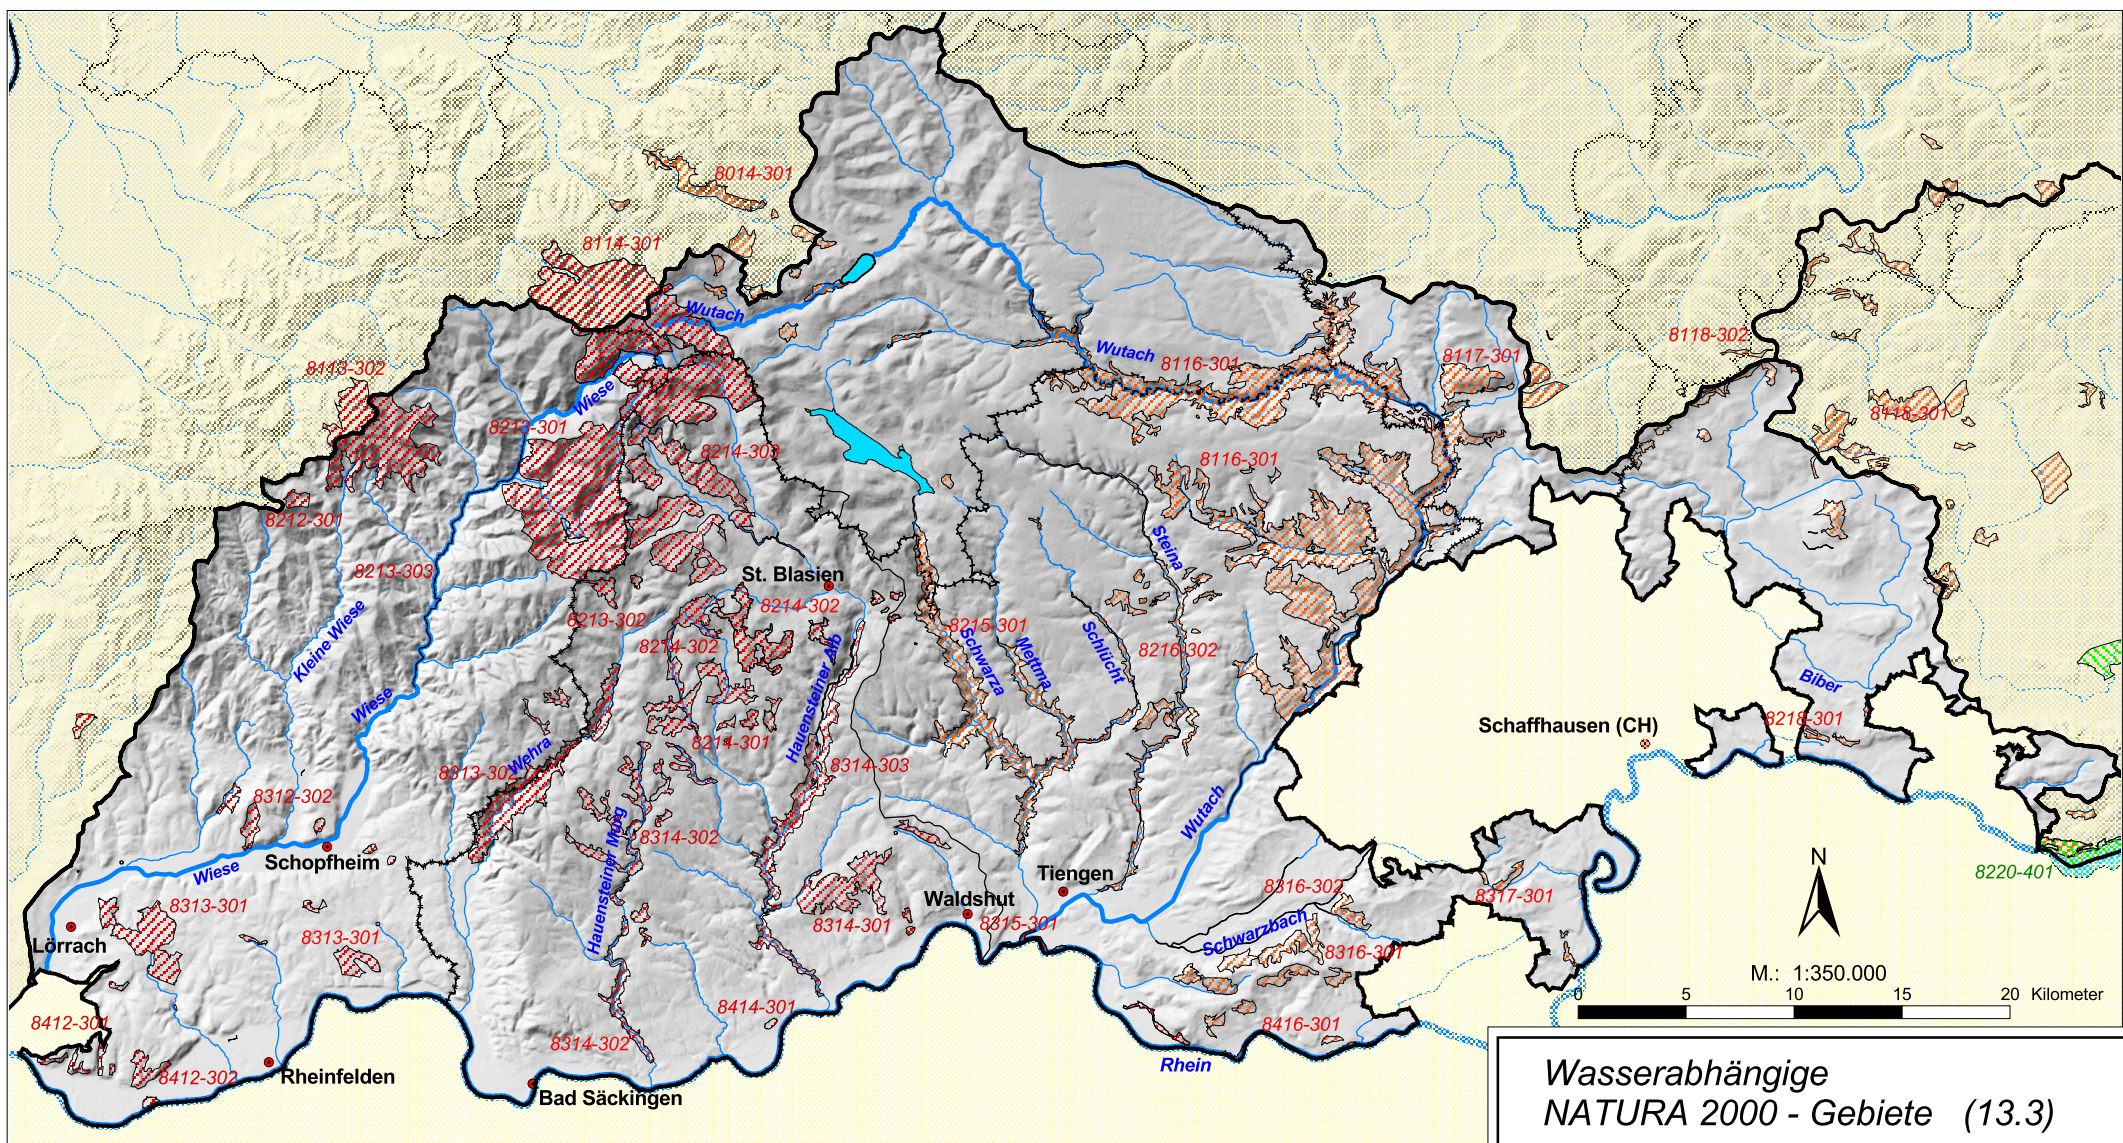 8014-301
8114-301
Wutach
8118-302
Wutach
8116-301
8117-301
8113-302
Wiese
8118-301
8213-301
8214-303
8116-301
8212-301
Steina
8213-303
St. Blasien
8214-302
8213-302
Kleine Wiese
8214-302
Hauensteiner Alb
8215-301
Schwarza
Mettma
Schlücht
8216-302
Biber
Wiese
8218-301
Schaffhausen (CH)
8214-301
Wehra
8313-302
8314-303
8312-302
Wutach
Hauensteiner Murg
8314-302
Schopfheim
Wiese
Tiengen
N
8220-401
8316-302
8317-301
Waldshut
8313-301
8314-301
8315-301
Schwarzbach
Lörrach
8313-301
8316-301
M.: 1:350.000
0 5 10 15 20 Kilometer
8414-301
8412-301
8416-301
8314-302
Rhein
8412-302
Rheinfelden
Bad Säckingen
Wasserabhängige
NATURA 2000 - Gebiete (13.3)